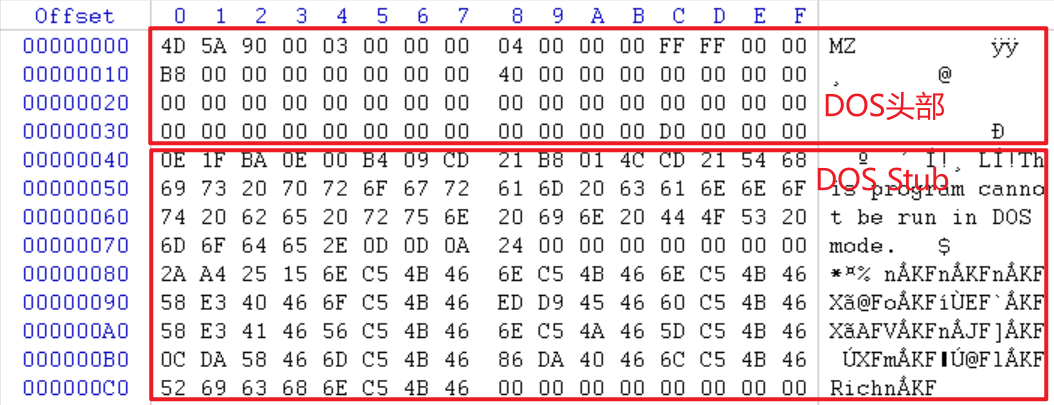 Offset 0 1 2 3 4 5 6 7 8 9 A B C D E F
00000000 4D 5A 90 00 03 00 00 00 04 00 00 00 FF FF 00 00 MZ ÿÿ
00000010 B8 00 00 00 00 00 00 00 40 00 00 00 00 00 00 00 ¸ @
00000020 00 00 00 00 00 00 00 00 00 00 00 00 00 00 00 00 DOS头部
00000030 00 00 00 00 00 00 00 00 00 00 00 00 D0 00 00 00 Ð
00000040 0E 1F BA 0E 00 B4 09 CD 21 B8 01 4C CD 21 54 68 º ´ Í!¸ LÍ!Th
DOS Stub
00000050 69 73 20 70 72 6F 67 72 61 6D 20 63 61 6E 6E 6F is program canno
00000060 74 20 62 65 20 72 75 6E 20 69 6E 20 44 4F 53 20 t be run in DOS
00000070 6D 6F 64 65 2E 0D 0D 0A 24 00 00 00 00 00 00 00 mode. $
00000080 2A A4 25 15 6E C5 4B 46 6E C5 4B 46 6E C5 4B 46 *¤% nÅKFnÅKFnÅKF
00000090 58 E3 40 46 6F C5 4B 46 ED D9 45 46 60 C5 4B 46 Xã@FoÅKFíÙEF`ÅKF
000000A0 58 E3 41 46 56 C5 4B 46 6E C5 4A 46 5D C5 4B 46 XãAFVÅKFnÅJF]ÅKF
000000B0 0C DA 58 46 6D C5 4B 46 86 DA 40 46 6C C5 4B 46 ÚXFmÅKF▌Ú@FlÅKF
000000C0 52 69 63 68 6E C5 4B 46 00 00 00 00 00 00 00 00 RichnÅKF